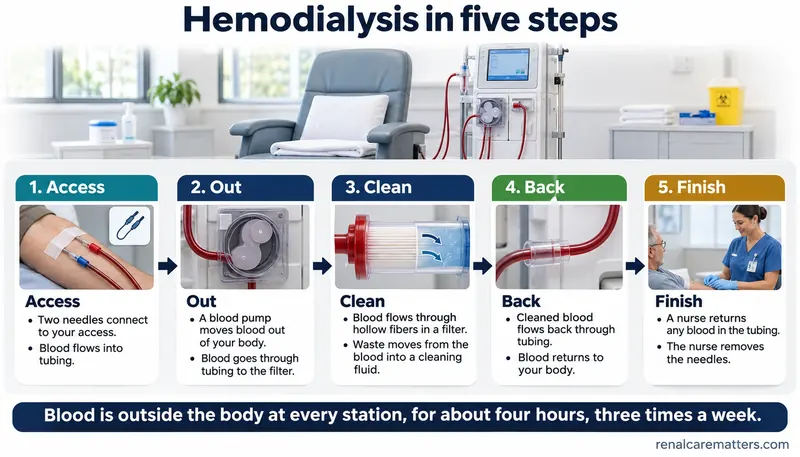 Hemodialysis in five steps
1. Access
2. Out
3. Clean
4. Back
5. Finish
Access
• Two needles connect
to your access.
• Blood flows into
tubing.
Out
• A blood pump
moves blood out
of your body.
• Blood goes through
tubing to the filter.
Clean
• Blood flows through
hollow fibers in a filter.
• Waste moves from the
blood into a cleaning
fluid.
Back
• Cleaned blood
flows back through
tubing.
• Blood returns to
your body.
Finish
• A nurse returns
any blood in the tubing.
• The nurse removes
the needles.
Blood is outside the body at every station, for about four hours, three times a week.
renalcarematters.com